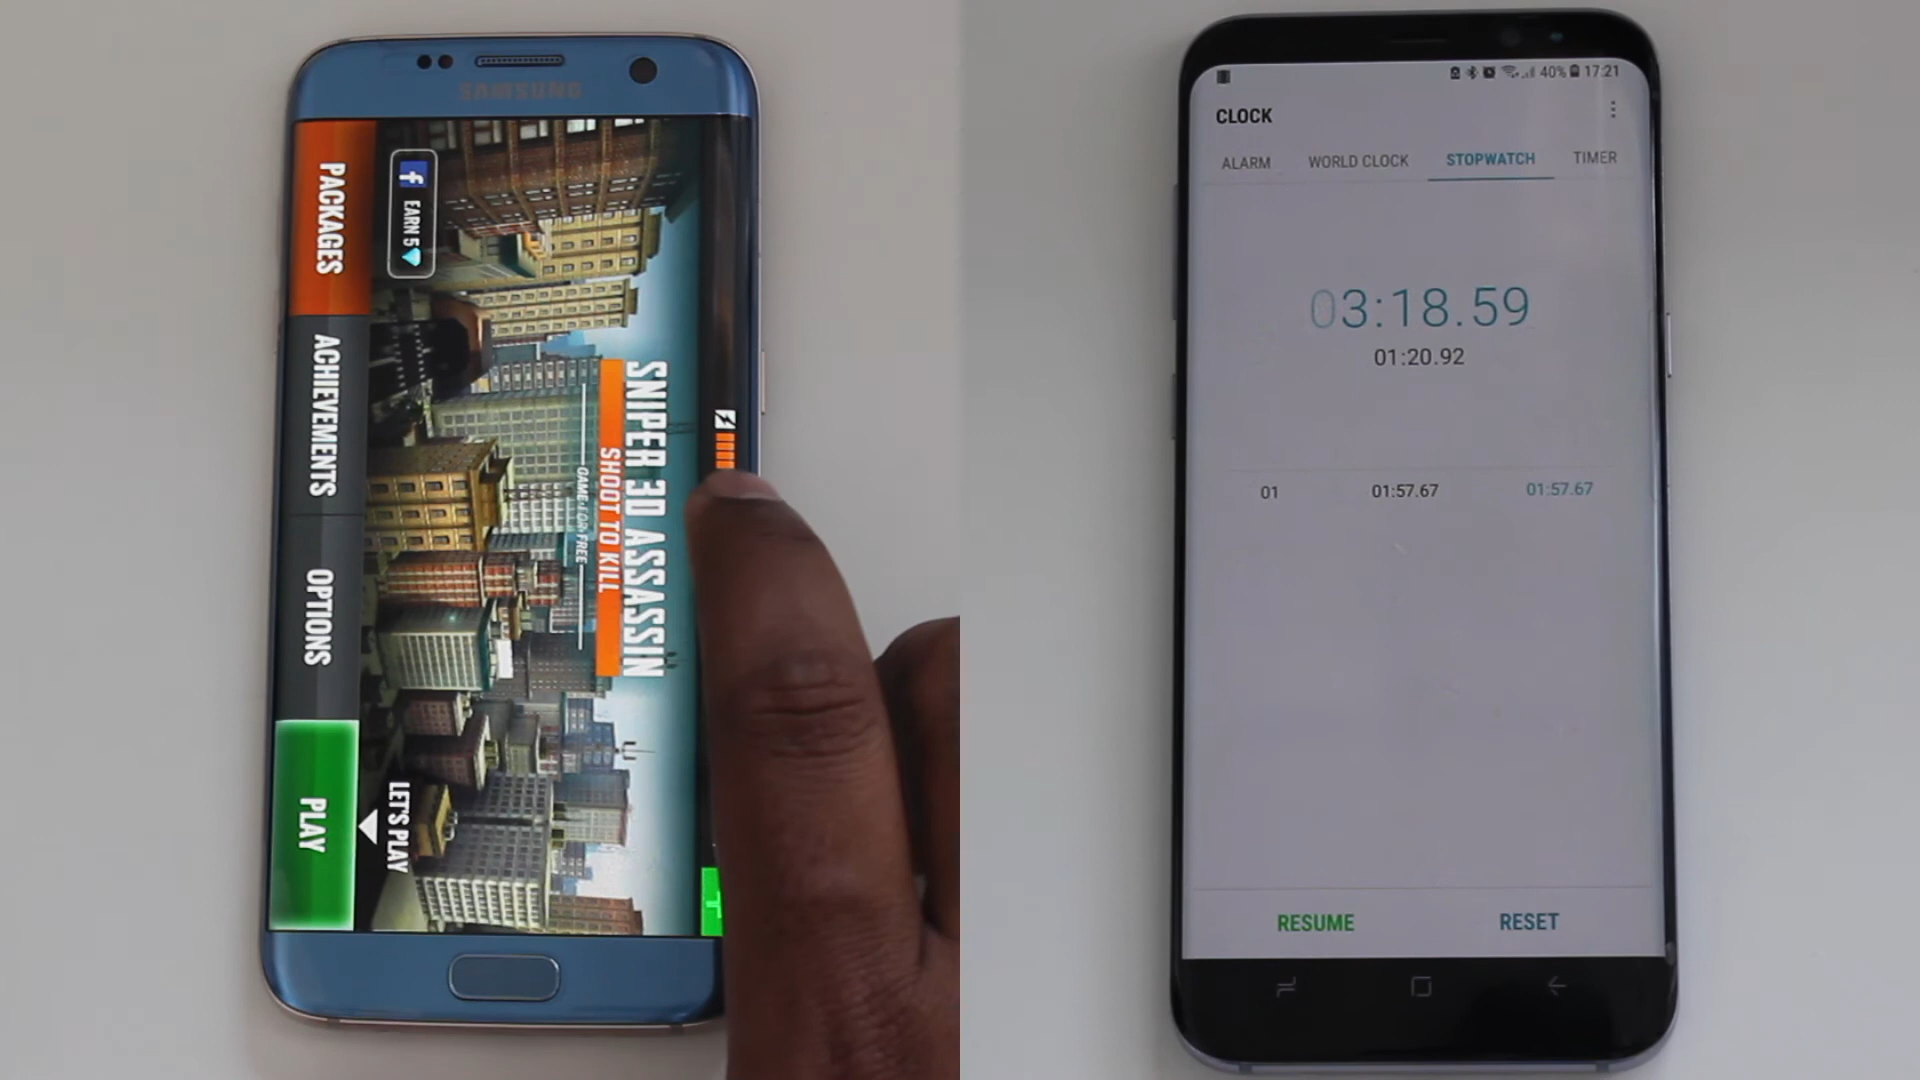 SAMSUNG
PACKAGES
EARN 5
ACHIEVEMENTS
OPTIONS
PLAY
LET'S PLAY
SNIPER 3D ASSASSIN
SHOOT TO KILL
GAME FOR FREE
40% 17:21
CLOCK
ALARM WORLD CLOCK STOPWATCH TIMER
03:18.59
01:20.92
01 01:57.67 01:57.67
RESUME RESET